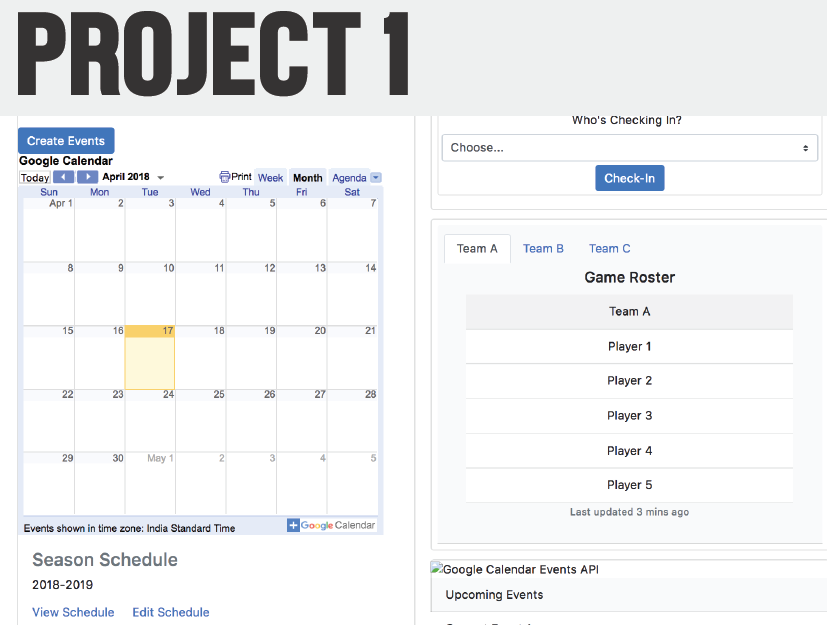 PROJECT 1
Create Events
Google Calendar
Today April 2018 Print Week Month Agenda
Sun Mon Tue Wed Thu Fri Sat
Apr 1 2 3 4 5 6 7
8 9 10 11 12 13 14
15 16 17 18 19 20 21
22 23 24 25 26 27 28
29 30 May 1 2 3 4 5
Events shown in time zone: India Standard Time
Google Calendar
Season Schedule
2018-2019
View Schedule Edit Schedule
Who's Checking In?
Choose...
Check-In
Team A Team B Team C
Game Roster
Team A
Player 1
Player 2
Player 3
Player 4
Player 5
Last updated 3 mins ago
Google Calendar Events API
Upcoming Events